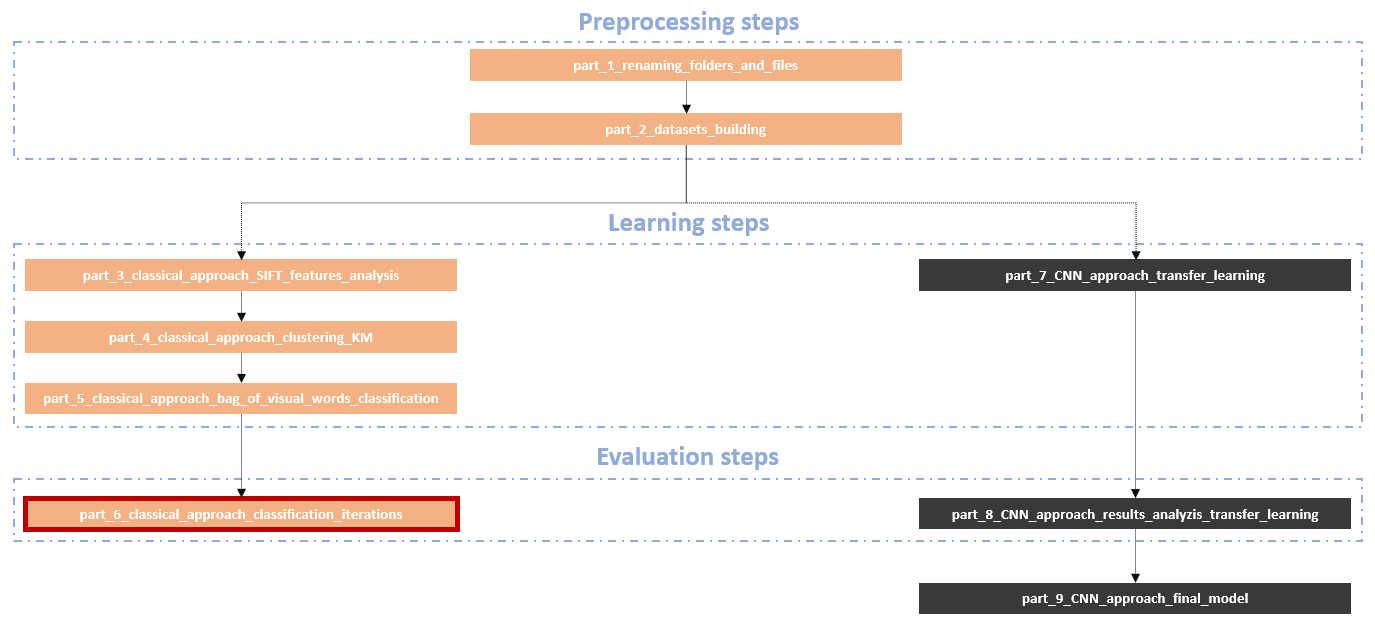 Preprocessing steps
part_1_renaming_folders_and_files
part_2_datasets_building
Learning steps
part_3_classical_approach_SIFT_features_analysis
part_7_CNN_approach_transfer_learning
part_4_classical_approach_clustering_KM
part_5_classical_approach_bag_of_visual_words_classification
Evaluation steps
part_6_classical_approach_classification_iterations
part_8_CNN_approach_results_analyzis_transfer_learning
part_9_CNN_approach_final_model